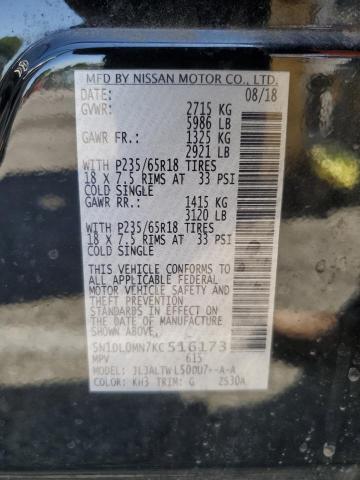 MFD BY NISSAN MOTOR CO., LTD.
DATE: 08/18
GVWR: 2715 KG
5986 LB
GAWR FR.: 1325 KG
2921 LB
WITH P235/65R18 TIRES
18 X 7.5 RIMS AT 33 PSI
COLD SINGLE
GAWR RR.: 1415 KG
3120 LB
WITH P235/65R18 TIRES
18 X 7.5 RIMS AT 33 PSI
COLD SINGLE
THIS VEHICLE CONFORMS TO
ALL APPLICABLE FEDERAL
MOTOR VEHICLE SAFETY AND
THEFT PREVENTION
STANDARDS IN EFFECT ON
THE DATE OF MANUFACTURE
SHOWN ABOVE.
5N1DL0MN7KC516173
MPV 615
MODEL:
COLOR: KH3 TRIM: G 2530A